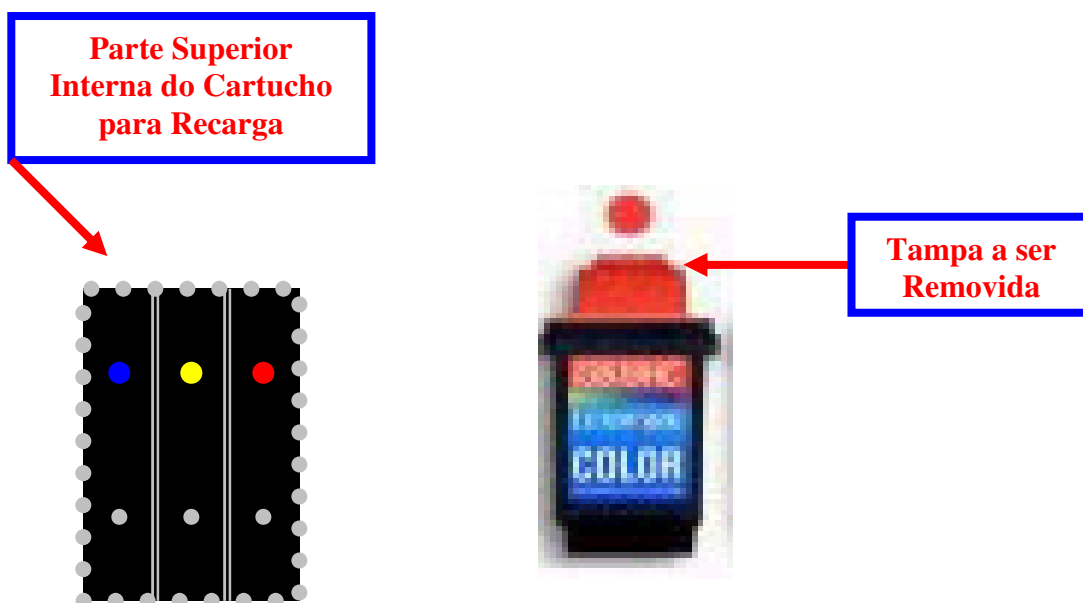 Parte Superior
Interna do Cartucho
para Recarga
Tampa a ser
Removida
COLOR